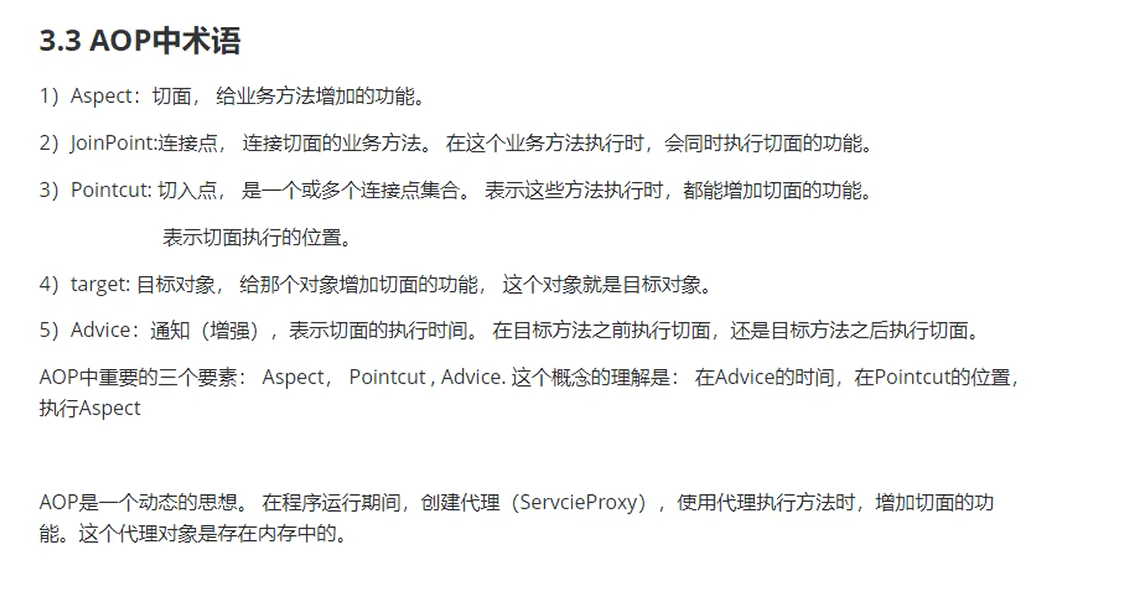 3.3 AOP中术语
1）Aspect：切面， 给业务方法增加的功能。
2）JoinPoint:连接点， 连接切面的业务方法。 在这个业务方法执行时，会同时执行切面的功能。
3）Pointcut: 切入点， 是一个或多个连接点集合。 表示这些方法执行时，都能增加切面的功能。
表示切面执行的位置。
4）target: 目标对象， 给那个对象增加切面的功能， 这个对象就是目标对象。
5）Advice：通知（增强），表示切面的执行时间。 在目标方法之前执行切面，还是目标方法之后执行切面。
AOP中重要的三个要素： Aspect， Pointcut , Advice. 这个概念的理解是： 在Advice的时间，在Pointcut的位置，
执行Aspect
AOP是一个动态的思想。 在程序运行期间，创建代理（ServcieProxy），使用代理执行方法时，增加切面的功
能。这个代理对象是存在内存中的。